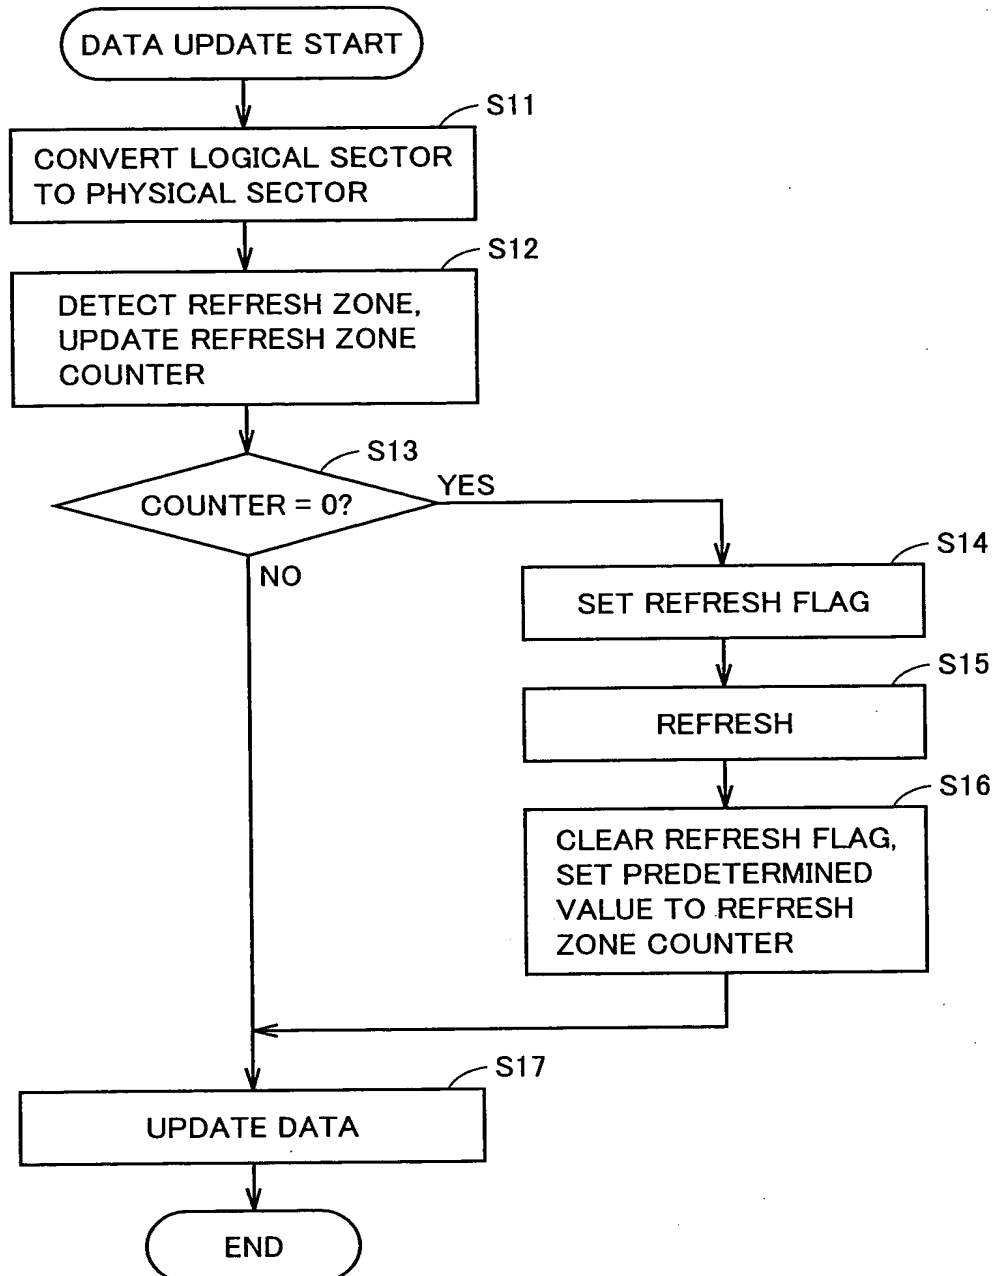 DATA UPDATE START
S11
CONVERT LOGICAL SECTOR
TO PHYSICAL SECTOR
S12
DETECT REFRESH ZONE,
UPDATE REFRESH ZONE
COUNTER
S13
COUNTER = 0?
YES
NO
S14
SET REFRESH FLAG
S15
REFRESH
S16
CLEAR REFRESH FLAG,
SET PREDETERMINED
VALUE TO REFRESH
ZONE COUNTER
S17
UPDATE DATA
END